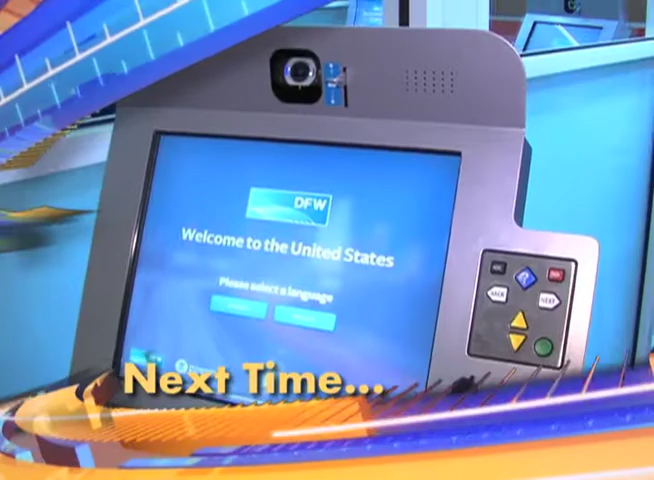 DFW
Welcome to the United States
Please select a language
BACK
NEXT
?
Next Time...